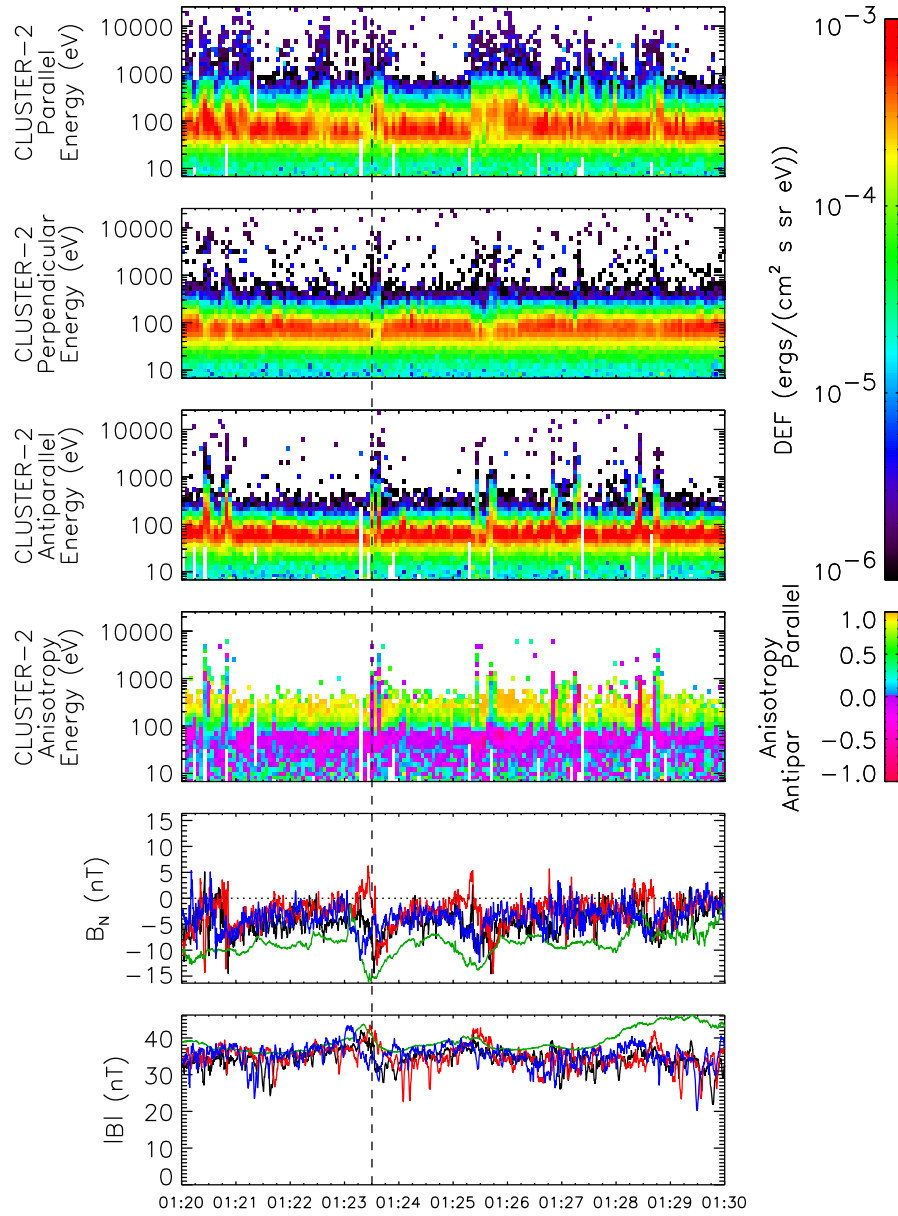 CLUSTER-2
Parallel
Energy (eV)
10000
1000
100
10
CLUSTER-2
Perpendicular
Energy (eV)
10000
1000
100
10
CLUSTER-2
Antiparallel
Energy (eV)
10000
1000
100
10
CLUSTER-2
Anisotropy
Energy (eV)
10000
1000
100
10
B_N (nT)
15
10
5
0
−5
−10
−15
|B| (nT)
40
30
20
10
0
01:20 01:21 01:22 01:23 01:24 01:25 01:26 01:27 01:28 01:29 01:30
10⁻³
10⁻⁴
10⁻⁵
10⁻⁶
DEF (ergs/(cm² s sr eV))
Anisotropy
Antipar Parallel
1.0
0.5
0.0
−0.5
−1.0